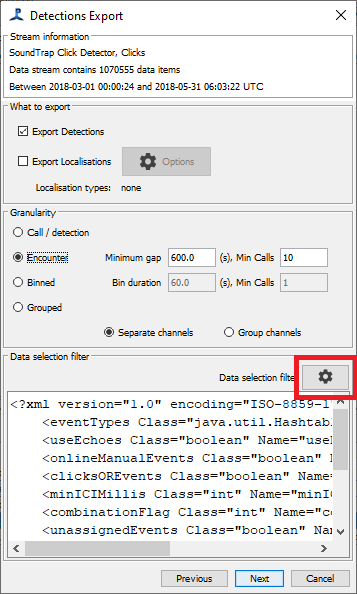 Detections Export
Stream information
SoundTrap Click Detector, Clicks
Data stream contains 1070555 data items
Between 2018-03-01 00:00:24 and 2018-05-31 06:03:22 UTC
What to export
Export Detections
Export Localisations Options
Localisation types: none
Granularity
Call / detection
Encounter Minimum gap 600.0 (s), Min Calls 10
Binned Bin duration 60.0 (s), Min Calls 1
Grouped
Separate channels Group channels
Data selection filter
Data selection filter
<?xml version="1.0" encoding="ISO-8859-1
<eventTypes Class="java.util.Hashtab
<useEchoes Class="boolean" Name="useE
<onlineManualEvents Class="boolean" N
<clicksOREvents Class="boolean" Name=
<minICIMillis Class="int" Name="minIC
<combinationFlag Class="int" Name="co
<unassignedEvents Class="boolean" Nam
Previous Next Cancel